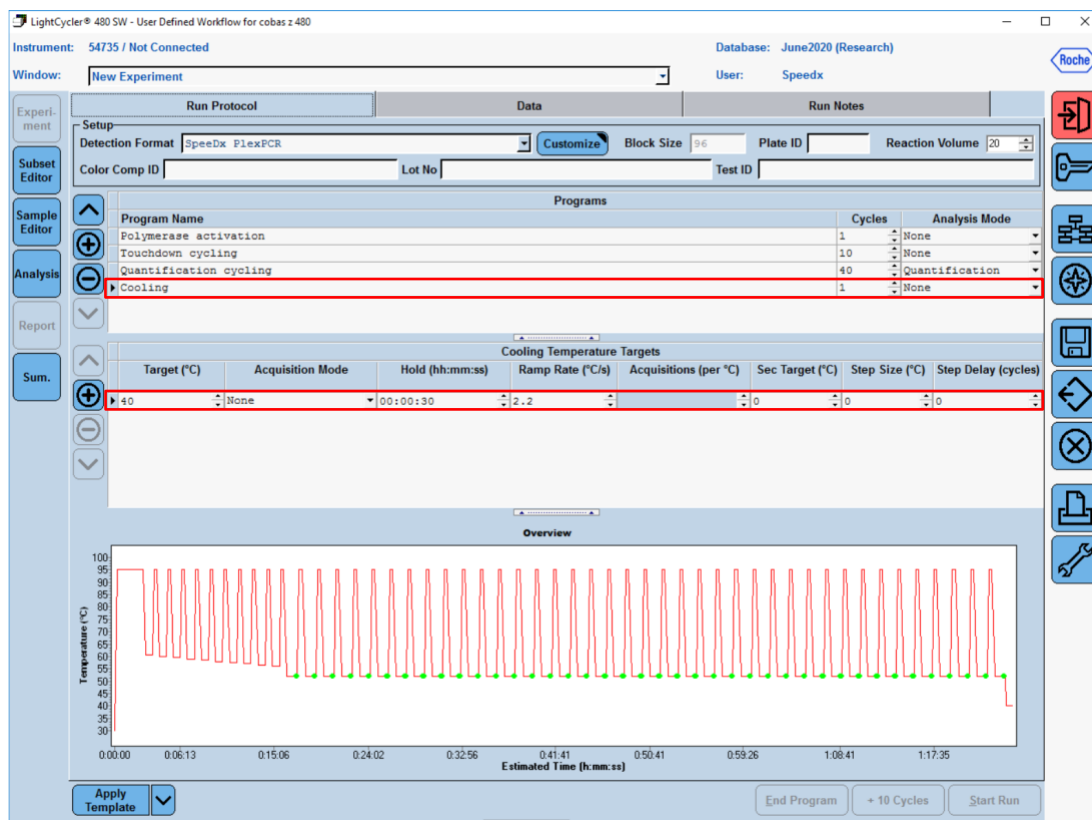 LightCycler® 480 SW - User Defined Workflow for cobas z 480
Instrument: 54735 / Not Connected
Database: June2020 (Research)
Window: New Experiment
User: Speedx
Roche
Experi-
ment
Subset
Editor
Sample
Editor
Analysis
Report
Sum.
Run Protocol
Data
Run Notes
Setup
Detection Format SpeeDx PlexPCR Customize Block Size 96 Plate ID Reaction Volume 20
Color Comp ID Lot No Test ID
Programs
Program Name Cycles Analysis Mode
Polymerase activation 1 None
Touchdown cycling 10 None
Quantification cycling 40 Quantification
Cooling 1 None
Cooling Temperature Targets
Target (°C) Acquisition Mode Hold (hh:mm:ss) Ramp Rate (°C/s) Acquisitions (per °C) Sec Target (°C) Step Size (°C) Step Delay (cycles)
40 None 00:00:30 2.2 0 0 0
Overview
Temperature (°C)
100
95
90
85
80
75
70
65
60
55
50
45
40
35
30
0:00:00 0:06:13 0:15:06 0:24:02 0:32:56 0:41:41 0:50:41 0:59:26 1:08:41 1:17:35
Estimated Time (h:mm:ss)
Apply
Template
End Program
+ 10 Cycles
Start Run